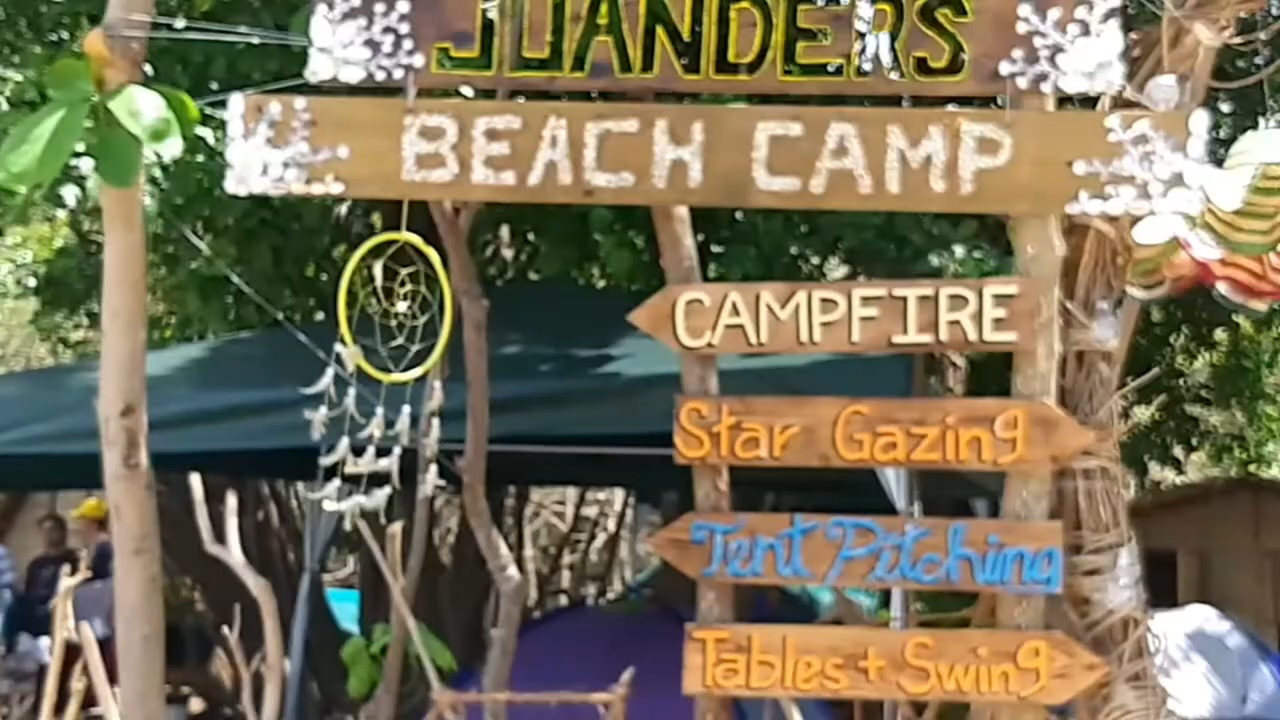 JUANDERS
BEACH CAMP
CAMPFIRE
Star Gazing
Tent Pitching
Tables + Swing